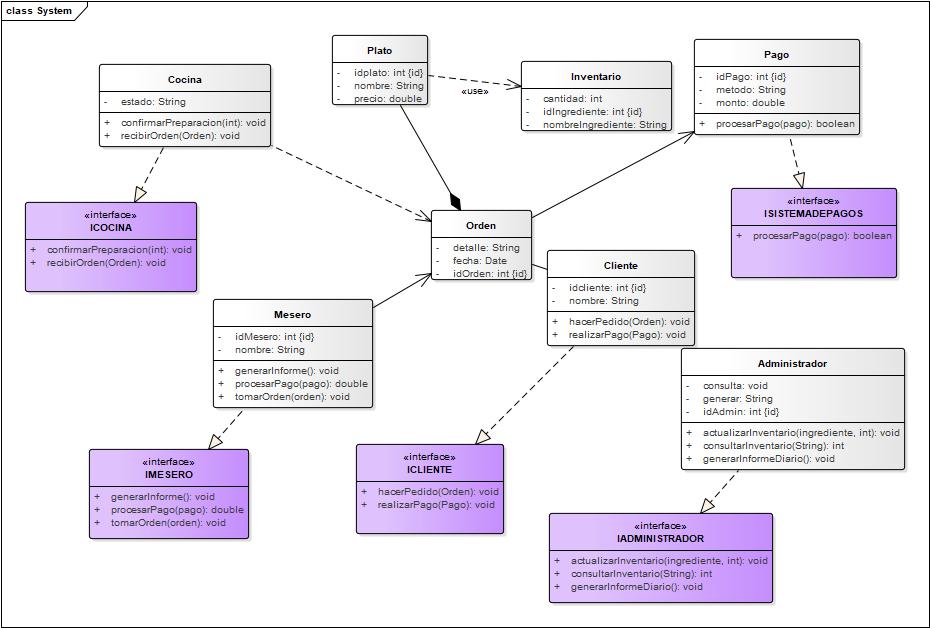 class System
Plato
- idplato: int {id}
- nombre: String
- precio: double
Cocina
- estado: String
+ confirmarPreparacion(int): void
+ recibirOrden(Orden): void
«use»
Inventario
- cantidad: int
- idIngrediente: int {id}
- nombreIngrediente: String
Pago
- idPago: int {id}
- metodo: String
- monto: double
+ procesarPago(pago): boolean
«interface»
ICOCINA
+ confirmarPreparacion(int): void
+ recibirOrden(Orden): void
Orden
- detalle: String
- fecha: Date
- idOrden: int {id}
«interface»
ISISTEMADEPAGOS
+ procesarPago(pago): boolean
Cliente
- idcliente: int {id}
- nombre: String
+ hacerPedido(Orden): void
+ realizarPago(Pago): void
Mesero
- idMesero: int {id}
- nombre: String
+ generarInforme(): void
+ procesarPago(pago): double
+ tomarOrden(orden): void
Administrador
- consulta: void
- generar: String
- idAdmin: int {id}
+ actualizarInventario(ingrediente, int): void
+ consultarInventario(String): int
+ generarInformeDiario(): void
«interface»
IMESERO
+ generarInforme(): void
+ procesarPago(pago): double
+ tomarOrden(orden): void
«interface»
ICLIENTE
+ hacerPedido(Orden): void
+ realizarPago(Pago): void
«interface»
IADMINISTRADOR
+ actualizarInventario(ingrediente, int): void
+ consultarInventario(String): int
+ generarInformeDiario(): void